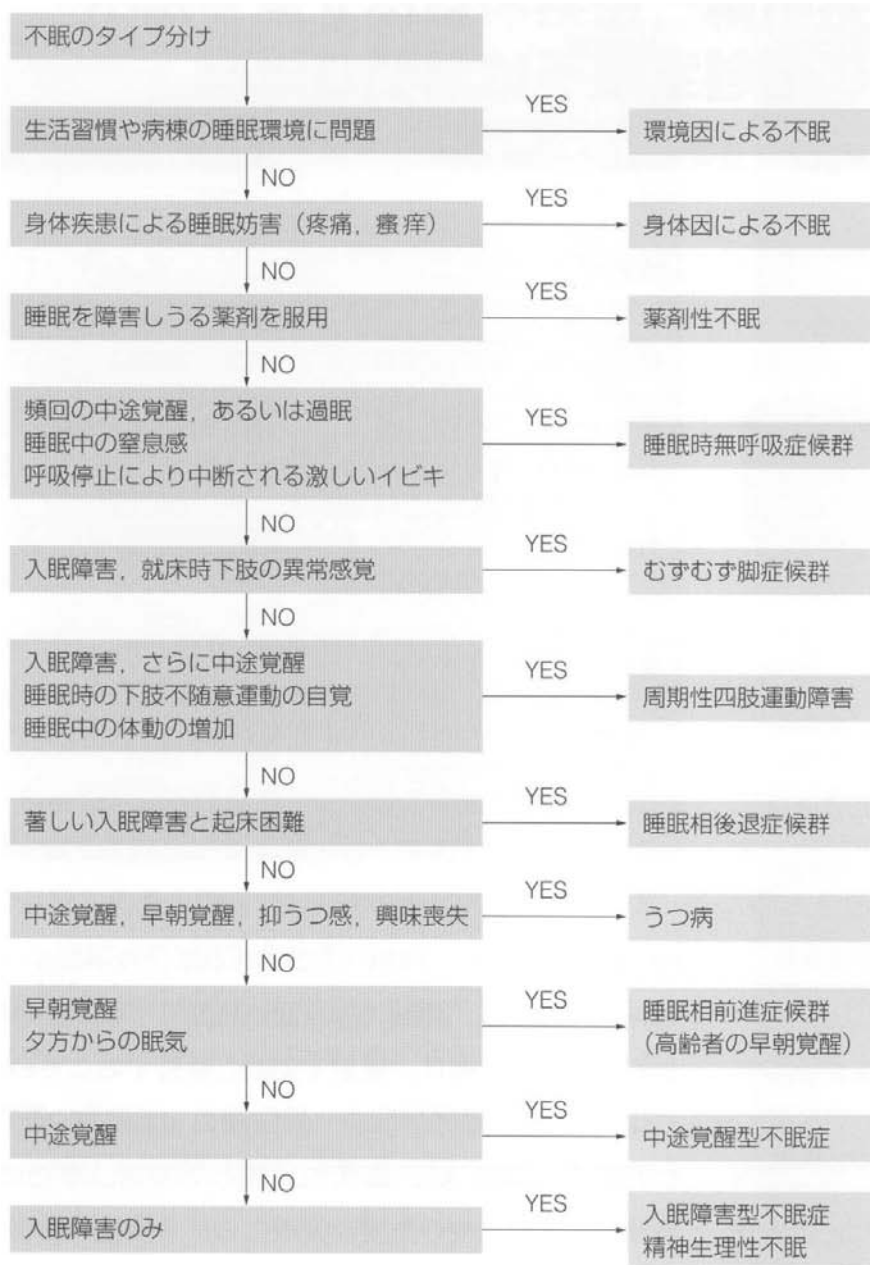 不眠のタイプ分け
YES
生活習慣や病棟の睡眠環境に問題
環境因による不眠
NO
YES
身体疾患による睡眠妨害（疼痛，瘙痒）
身体因による不眠
NO
YES
睡眠を障害しうる薬剤を服用
薬剤性不眠
NO
頻回の中途覚醒，あるいは過眠
睡眠中の窒息感
呼吸停止により中断される激しいイビキ
YES
睡眠時無呼吸症候群
NO
YES
入眠障害，就床時下肢の異常感覚
むずむず脚症候群
NO
入眠障害，さらに中途覚醒
睡眠時の下肢不随意運動の自覚
睡眠中の体動の増加
YES
周期性四肢運動障害
NO
YES
著しい入眠障害と起床困難
睡眠相後退症候群
NO
YES
中途覚醒，早朝覚醒，抑うつ感，興味喪失
うつ病
NO
早朝覚醒
夕方からの眠気
YES
睡眠相前進症候群
（高齢者の早朝覚醒）
NO
YES
中途覚醒
中途覚醒型不眠症
NO
YES
入眠障害のみ
入眠障害型不眠症
精神生理性不眠